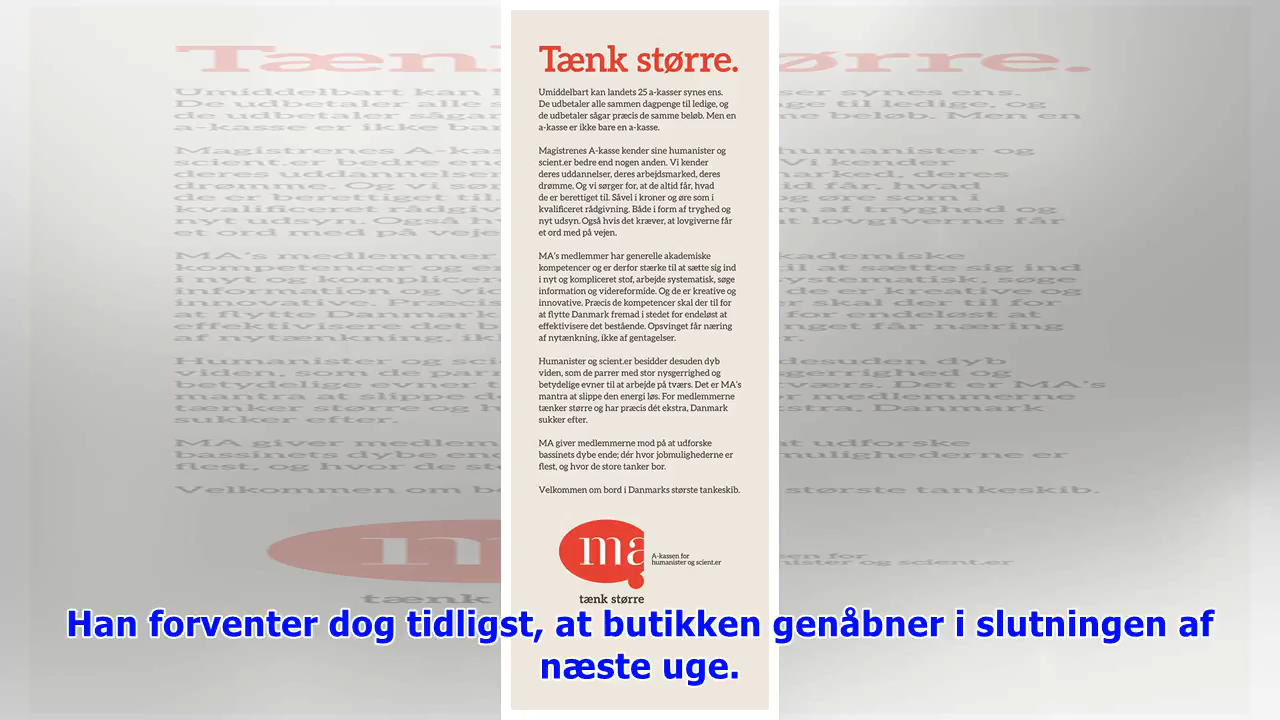 Tænk større.
Umiddelbart kan landets 25 a-kasser synes ens.
De udbetaler alle sammen dagpenge til ledige, og
de udbetaler sågar præcis de samme beløb. Men en
a-kasse er ikke bare en a-kasse.
Magistrenes A-kasse kender sine humanister og
scient.er bedre end nogen anden. Vi kender
deres uddannelser, deres arbejdsmarked, deres
drømme. Og vi sørger for, at de altid får, hvad
de er berettiget til. Såvel i kroner og øre som i
kvalificeret rådgivning. Både i form af tryghed og
nyt udsyn. Også hvis det kræver, at lovgiverne får
et ord med på vejen.
MA's medlemmer har generelle akademiske
kompetencer og er derfor stærke til at sætte sig ind
i nyt og kompliceret stof, arbejde systematisk, søge
information og videreformide. Og de er kreative og
innovative. Præcis de kompetencer skal der til for
at flytte Danmark fremad i stedet for endeløst at
effektivisere det bestående. Opsvinget får næring
af nytænkning, ikke af gentagelser.
Humanister og scient.er besidder desuden dyb
viden, som de parrer med stor nysgerrighed og
betydelige evner til at arbejde på tværs. Det er MA's
mantra at slippe den energi løs. For medlemmerne
tænker større og har præcis dét ekstra, Danmark
sukker efter.
MA giver medlemmerne mod på at udforske
bassinets dybe ende; dér hvor jobmulighederne er
flest, og hvor de store tanker bor.
Velkommen om bord i Danmarks største tankeskib.
ma
A-kassen for
humanister og scient.er
tænk større
Han forventer dog tidligst, at butikken genåbner i slutningen af
næste uge.